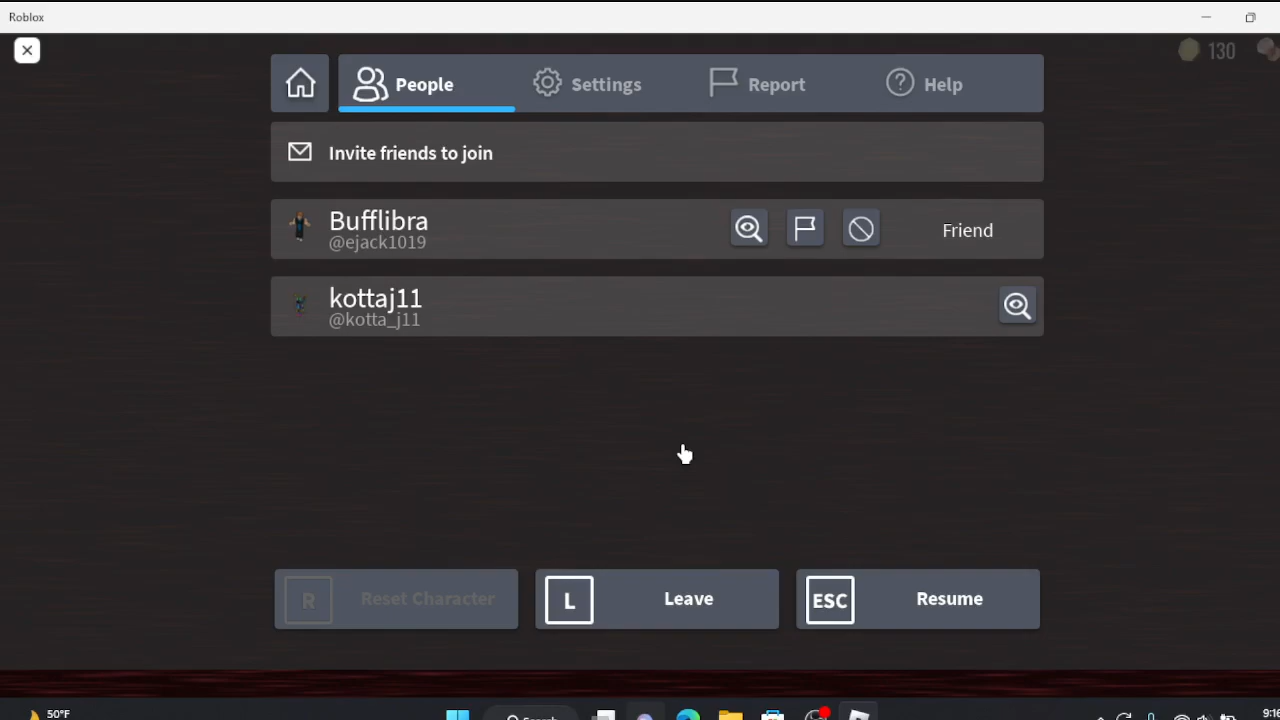 Roblox
130
People
Settings
Report
Help
Invite friends to join
Bufflibra
@ejack1019
Friend
kottaj11
@kotta_j11
R
Reset Character
L
Leave
ESC
Resume
50°F
Search